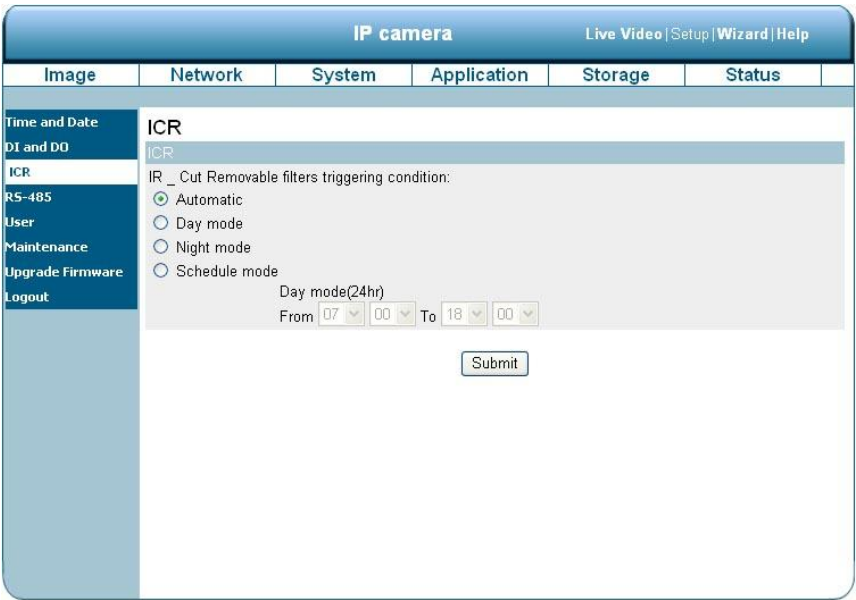 IP camera
Live Video|Setup|Wizard|Help
Image Network System Application Storage Status
Time and Date
DI and DO
ICR
RS-485
User
Maintenance
Upgrade Firmware
Logout
ICR
ICR
IR _ Cut Removable filters triggering condition:
Automatic
Day mode
Night mode
Schedule mode
Day mode(24hr)
From 07 00 To 18 00
Submit